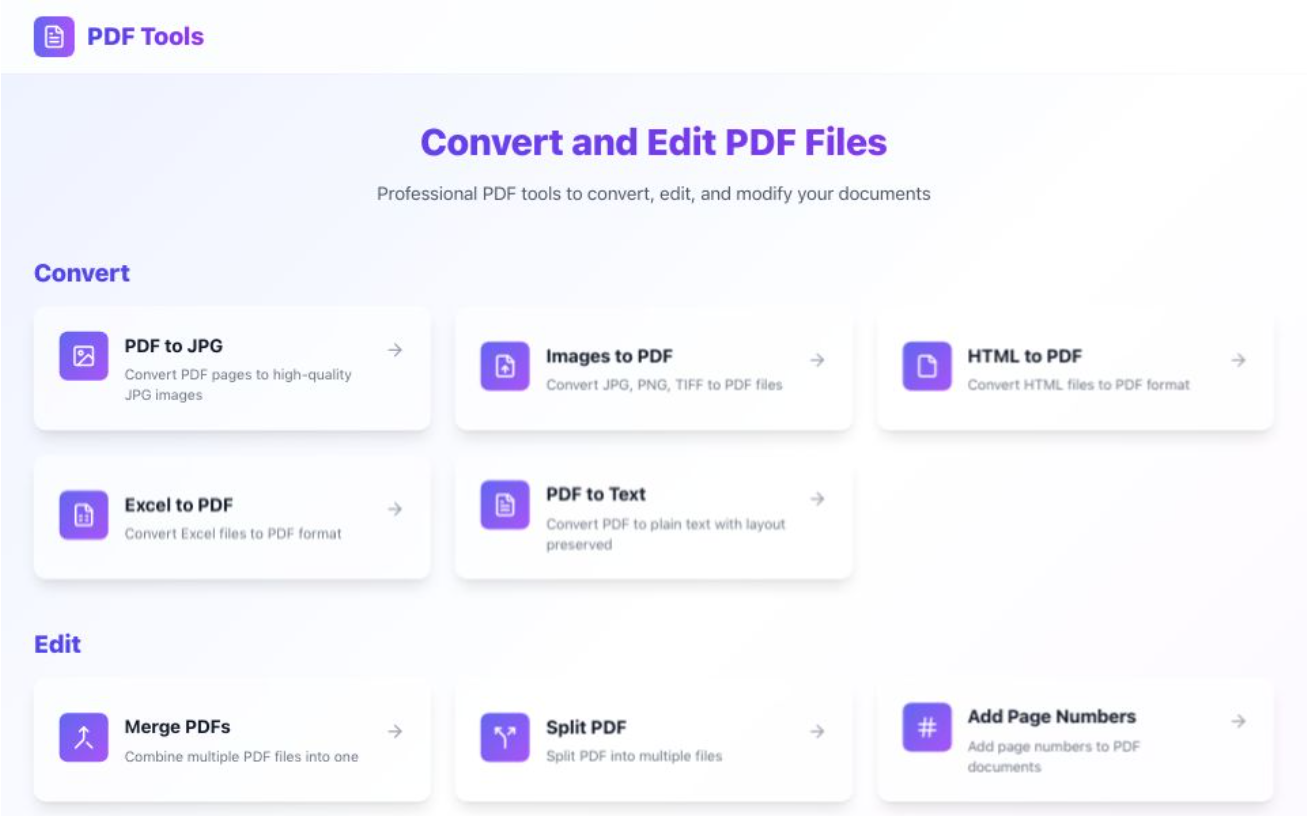 PDF Tools
Convert and Edit PDF Files
Professional PDF tools to convert, edit, and modify your documents
Convert
PDF to JPG
Convert PDF pages to high-quality
JPG images
Images to PDF
Convert JPG, PNG, TIFF to PDF files
HTML to PDF
Convert HTML files to PDF format
Excel to PDF
Convert Excel files to PDF format
PDF to Text
Convert PDF to plain text with layout
preserved
Edit
Merge PDFs
Combine multiple PDF files into one
Split PDF
Split PDF into multiple files
Add Page Numbers
Add page numbers to PDF
documents